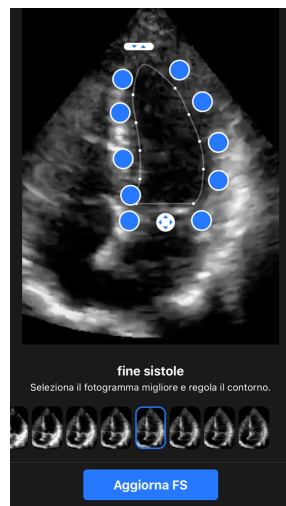 fine sistole
Seleziona il fotogramma migliore e regola il contorno.
Aggiorna FS